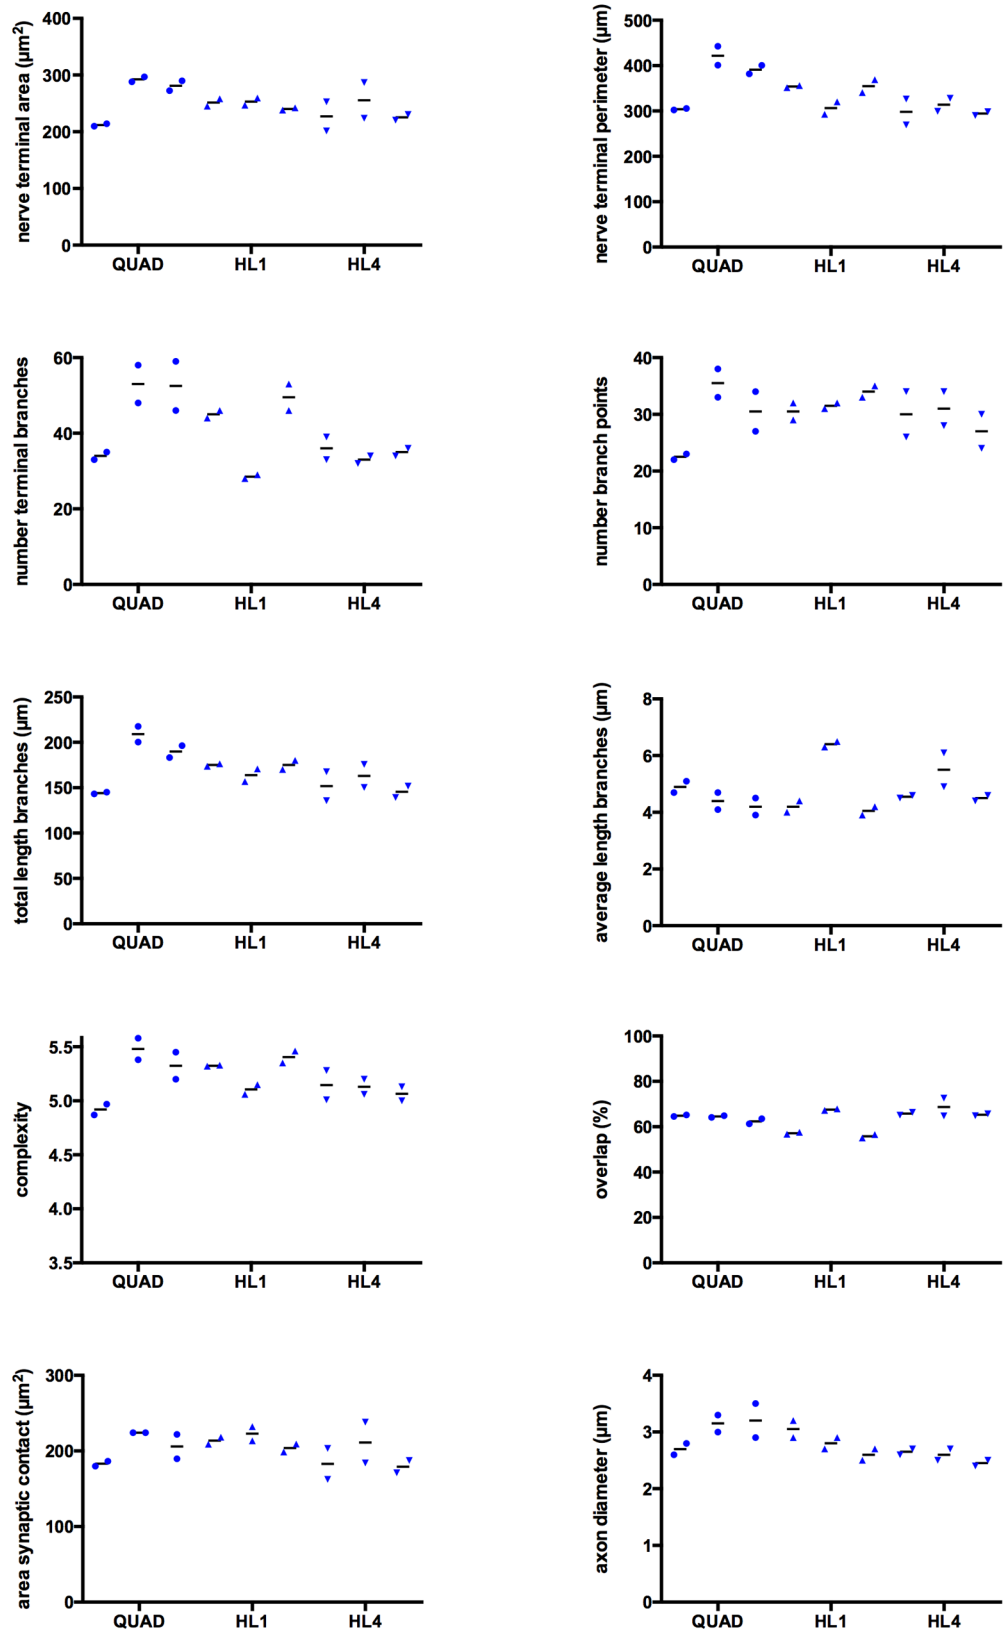 nerve terminal area (µm²)
400
300
200
100
0
QUAD HL1 HL4
nerve terminal perimeter (µm)
500
400
300
200
100
0
QUAD HL1 HL4
number terminal branches
60
40
20
0
QUAD HL1 HL4
number branch points
40
30
20
10
0
QUAD HL1 HL4
total length branches (µm)
250
200
150
100
50
0
QUAD HL1 HL4
average length branches (µm)
8
6
4
2
0
QUAD HL1 HL4
complexity
5.5
5.0
4.5
4.0
3.5
QUAD HL1 HL4
overlap (%)
100
80
60
40
20
0
QUAD HL1 HL4
area synaptic contact (µm²)
300
200
100
0
QUAD HL1 HL4
axon diameter (µm)
4
3
2
1
0
QUAD HL1 HL4